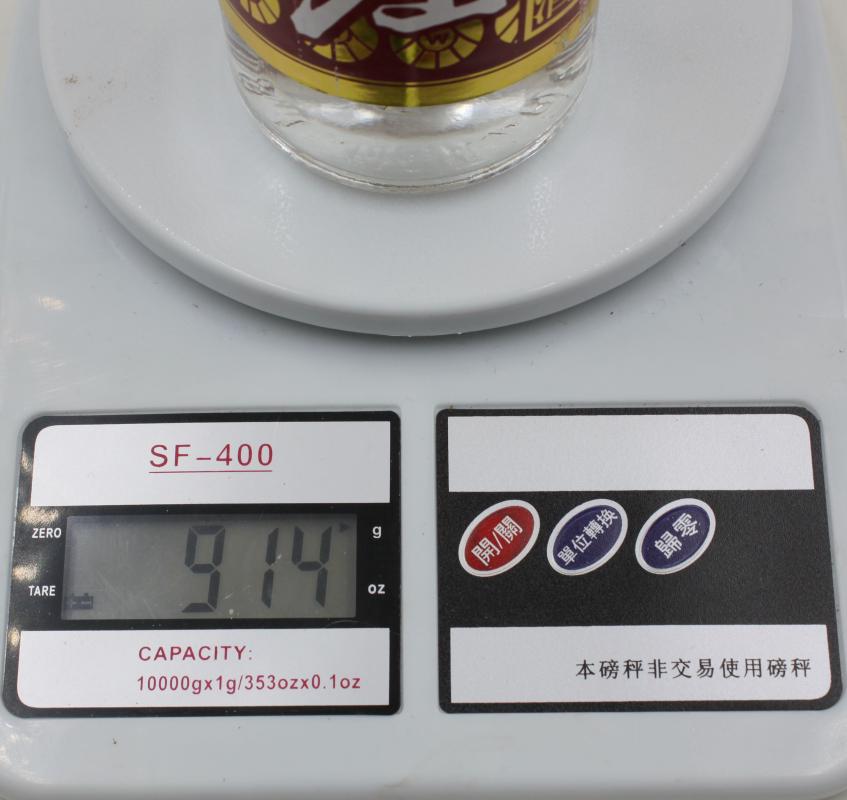 SF-400
ZERO
g
914
TARE
oz
CAPACITY:
10000gx1g/353ozx0.1oz
開/關
單位轉換
歸零
本磅秤非交易使用磅秤